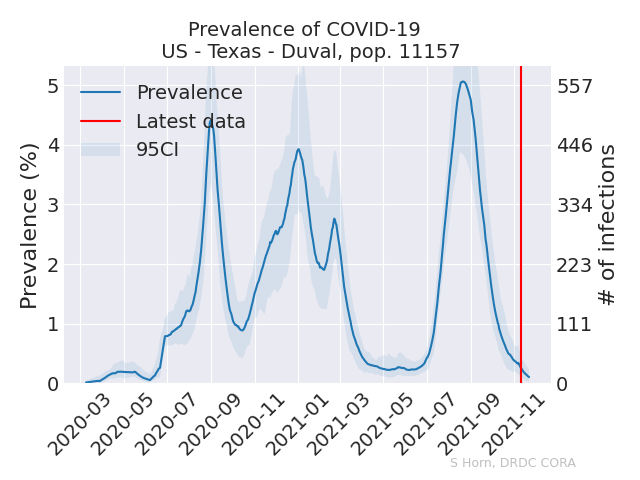 Prevalence of COVID-19
US - Texas - Duval, pop. 11157
Prevalence
Latest data
95CI
Prevalence (%)
5
4
3
2
1
0
557
446
334
223
111
0
# of infections
2020-03
2020-05
2020-07
2020-09
2020-11
2021-01
2021-03
2021-05
2021-07
2021-09
2021-11
S Horn, DRDC CORA